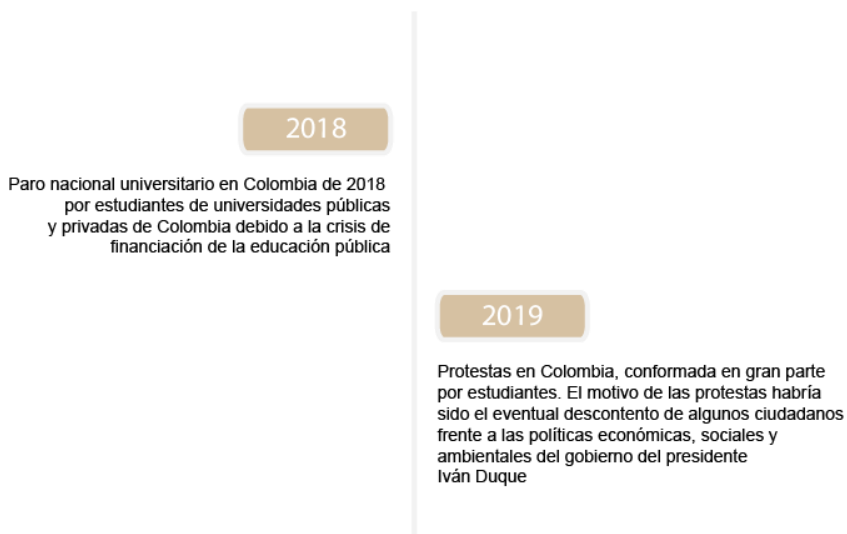 2018
Paro nacional universitario en Colombia de 2018
por estudiantes de universidades públicas
y privadas de Colombia debido a la crisis de
financiación de la educación pública
2019
Protestas en Colombia, conformada en gran parte
por estudiantes. El motivo de las protestas habría
sido el eventual descontento de algunos ciudadanos
frente a las políticas económicas, sociales y
ambientales del gobierno del presidente
Iván Duque